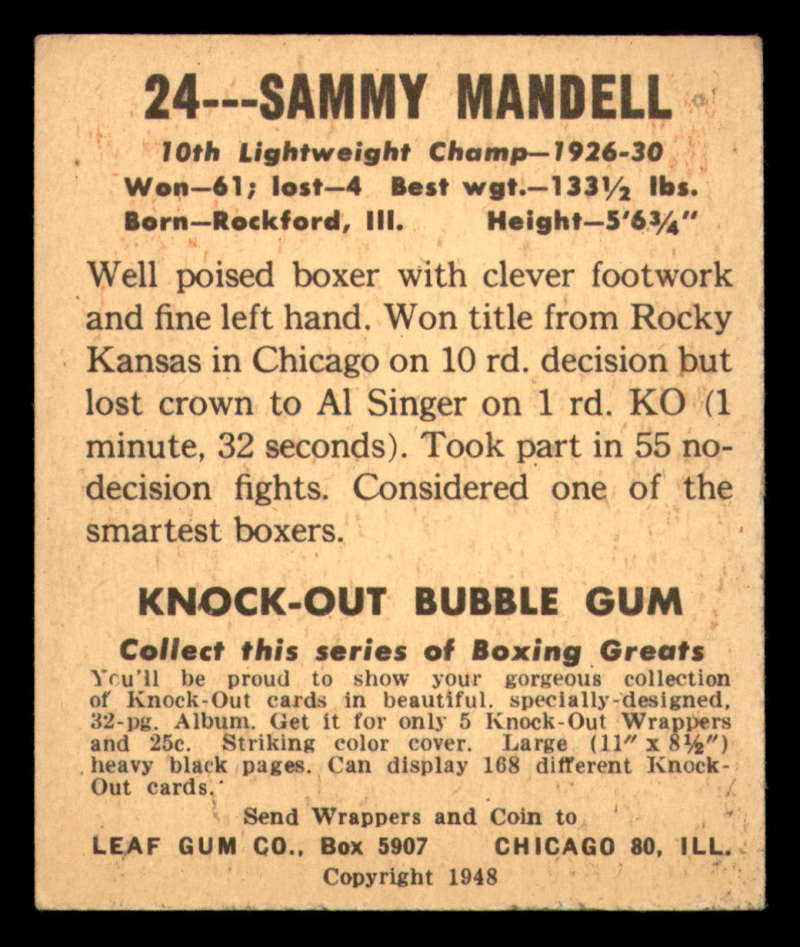 24---SAMMY MANDELL
10th Lightweight Champ—1926-30
Won—61; lost—4 Best wgt.—133½ lbs.
Born—Rockford, Ill. Height—5'6¾"
Well poised boxer with clever footwork
and fine left hand. Won title from Rocky
Kansas in Chicago on 10 rd. decision but
lost crown to Al Singer on 1 rd. KO (1
minute, 32 seconds). Took part in 55 no-
decision fights. Considered one of the
smartest boxers.
KNOCK-OUT BUBBLE GUM
Collect this series of Boxing Greats
You'll be proud to show your gorgeous collection
of Knock-Out cards in beautiful, specially-designed,
32-pg. Album. Get it for only 5 Knock-Out Wrappers
and 25c. Striking color cover. Large (11" x 8½")
heavy black pages. Can display 168 different Knock-
Out cards.
Send Wrappers and Coin to
LEAF GUM CO., Box 5907 CHICAGO 80, ILL.
Copyright 1948